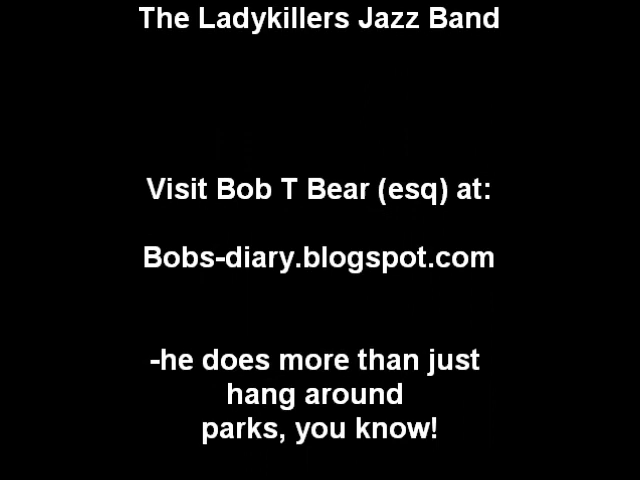 The Ladykillers Jazz Band
Visit Bob T Bear (esq) at:
Bobs-diary.blogspot.com
-he does more than just
hang around
parks, you know!